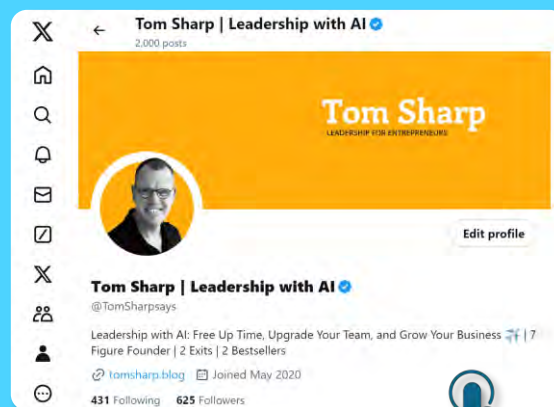 Tom Sharp | Leadership with AI
2,000 posts
Tom Sharp
LEADERSHIP FOR ENTREPRENEURS
Edit profile
Tom Sharp | Leadership with AI
@TomSharpsays
Leadership with AI: Free Up Time, Upgrade Your Team, and Grow Your Business ✈️ | 7
Figure Founder | 2 Exits | 2 Bestsellers
tomsharp.blog Joined May 2020
431 Following 625 Followers